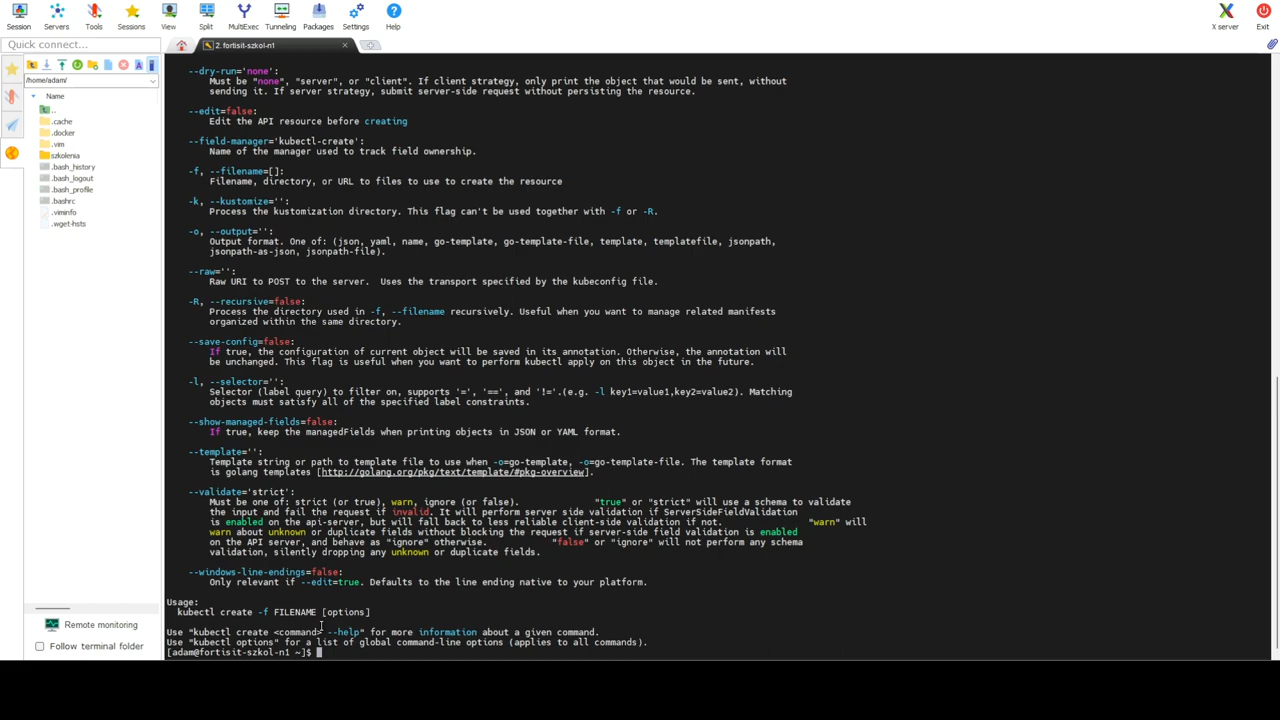 Session Servers Tools Sessions View Split MultiExec Tunneling Packages Settings Help X server Exit
Quick connect...
2. fortisit-szkol-n1
/home/adam/
Name
..
.cache
.docker
.vim
szkolenia
.bash_history
.bash_logout
.bash_profile
.bashrc
.viminfo
.wget-hsts
Remote monitoring
Follow terminal folder
--dry-run='none':
Must be "none", "server", or "client". If client strategy, only print the object that would be sent, without
sending it. If server strategy, submit server-side request without persisting the resource.
--edit=false:
Edit the API resource before creating
--field-manager='kubectl-create':
Name of the manager used to track field ownership.
-f, --filename=[]:
Filename, directory, or URL to files to use to create the resource
-k, --kustomize='':
Process the kustomization directory. This flag can't be used together with -f or -R.
-o, --output='':
Output format. One of: (json, yaml, name, go-template, go-template-file, template, templatefile, jsonpath,
jsonpath-as-json, jsonpath-file).
--raw='':
Raw URI to POST to the server.  Uses the transport specified by the kubeconfig file.
-R, --recursive=false:
Process the directory used in -f, --filename recursively. Useful when you want to manage related manifests
organized within the same directory.
--save-config=false:
If true, the configuration of current object will be saved in its annotation. Otherwise, the annotation will
be unchanged. This flag is useful when you want to perform kubectl apply on this object in the future.
-l, --selector='':
Selector (label query) to filter on, supports '=', '==', and '!='.(e.g. -l key1=value1,key2=value2). Matching
objects must satisfy all of the specified label constraints.
--show-managed-fields=false:
If true, keep the managedFields when printing objects in JSON or YAML format.
--template='':
Template string or path to template file to use when -o=go-template, -o=go-template-file. The template format
is golang templates [http://golang.org/pkg/text/template/#pkg-overview].
--validate='strict':
Must be one of: strict (or true), warn, ignore (or false).              "true" or "strict" will use a schema to validate
the input and fail the request if invalid. It will perform server side validation if ServerSideFieldValidation
is enabled on the api-server, but will fall back to less reliable client-side validation if not.                "warn" will
warn about unknown or duplicate fields without blocking the request if server-side field validation is enabled
on the API server, and behave as "ignore" otherwise.            "false" or "ignore" will not perform any schema
validation, silently dropping any unknown or duplicate fields.
--windows-line-endings=false:
Only relevant if --edit=true. Defaults to the line ending native to your platform.
Usage:
kubectl create -f FILENAME [options]
Use "kubectl create <command> --help" for more information about a given command.
Use "kubectl options" for a list of global command-line options (applies to all commands).
[adam@fortisit-szkol-n1 ~]$